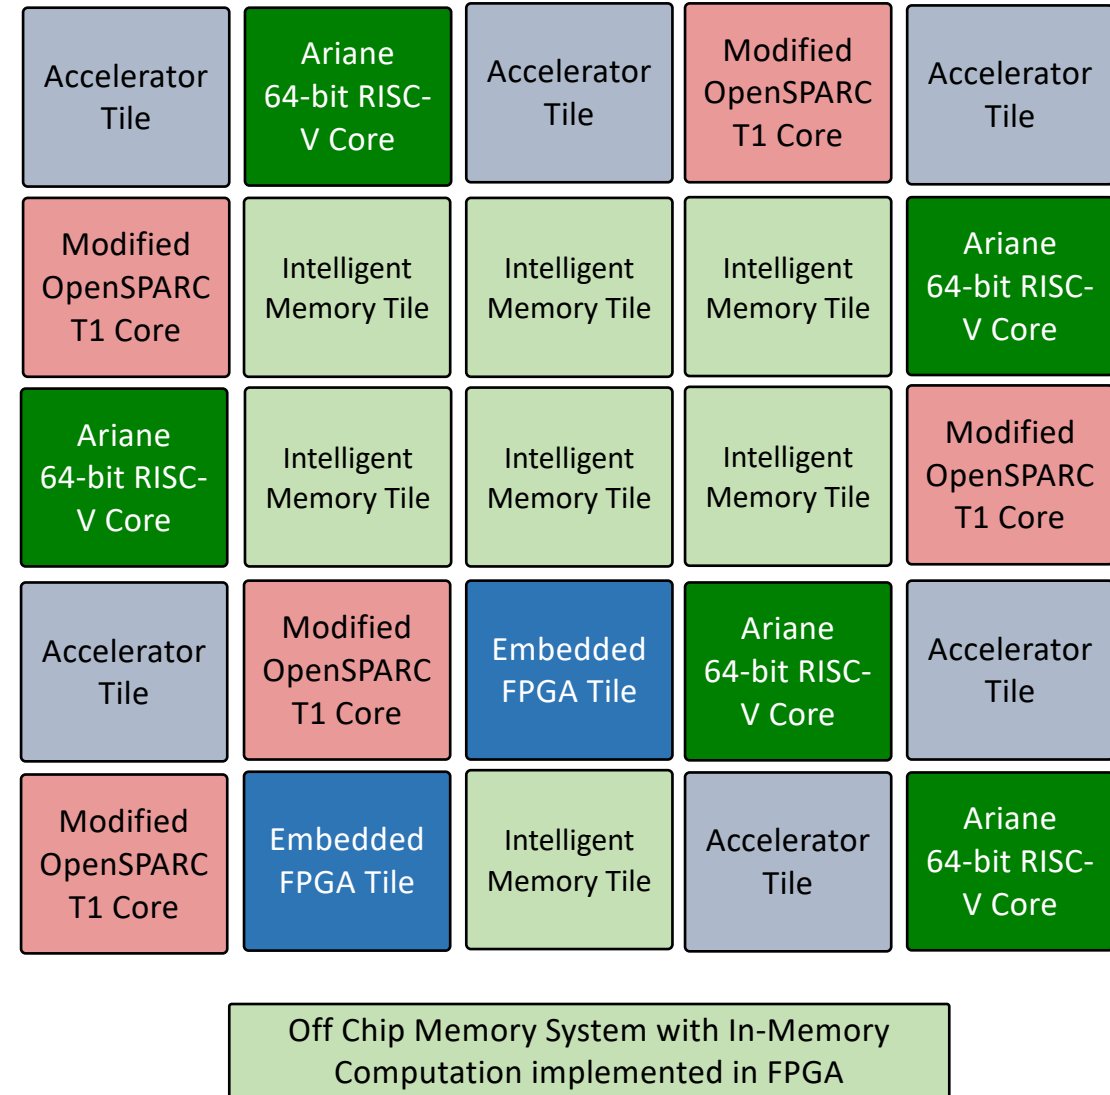 Accelerator
Tile
Ariane
64-bit RISC-
V Core
Accelerator
Tile
Modified
OpenSPARC
T1 Core
Accelerator
Tile
Modified
OpenSPARC
T1 Core
Intelligent
Memory Tile
Intelligent
Memory Tile
Intelligent
Memory Tile
Ariane
64-bit RISC-
V Core
Ariane
64-bit RISC-
V Core
Intelligent
Memory Tile
Intelligent
Memory Tile
Intelligent
Memory Tile
Modified
OpenSPARC
T1 Core
Accelerator
Tile
Modified
OpenSPARC
T1 Core
Embedded
FPGA Tile
Ariane
64-bit RISC-
V Core
Accelerator
Tile
Modified
OpenSPARC
T1 Core
Embedded
FPGA Tile
Intelligent
Memory Tile
Accelerator
Tile
Ariane
64-bit RISC-
V Core
Off Chip Memory System with In-Memory
Computation implemented in FPGA